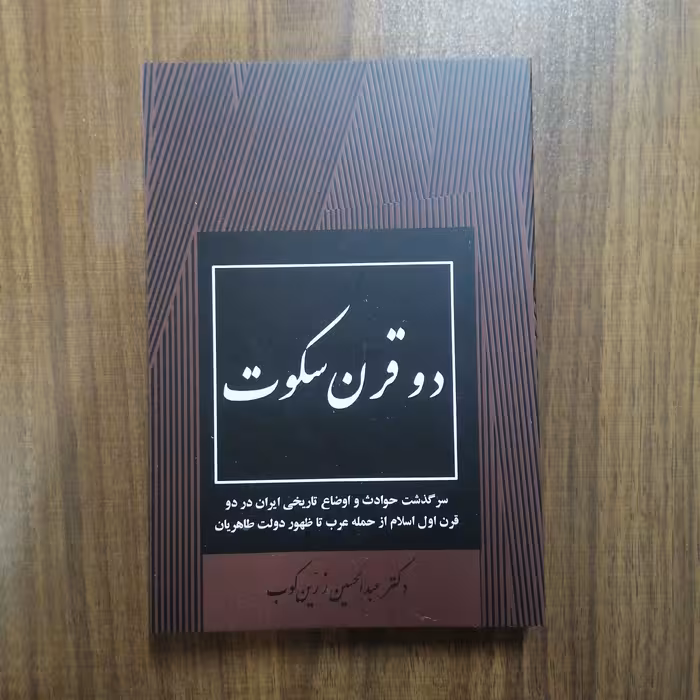 دو قرن سکوت
سرگذشت حوادث و اوضاع تاریخی ایران در دو
قرن اول اسلام از حمله عرب تا ظهور دولت طاهریان
دکتر عبدالحسین زرین‌کوب